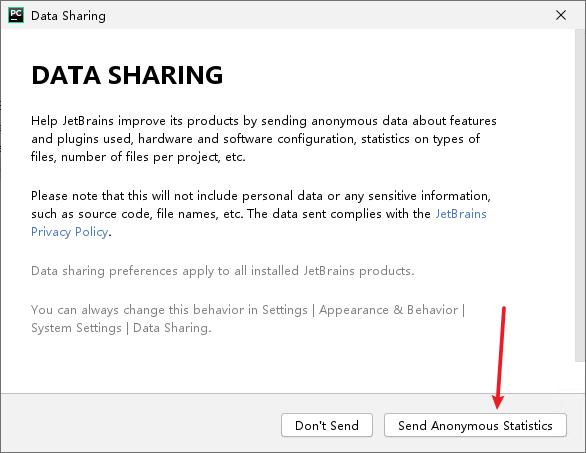 PC Data Sharing
DATA SHARING
Help JetBrains improve its products by sending anonymous data about features
and plugins used, hardware and software configuration, statistics on types of
files, number of files per project, etc.
Please note that this will not include personal data or any sensitive information,
such as source code, file names, etc. The data sent complies with the JetBrains
Privacy Policy.
Data sharing preferences apply to all installed JetBrains products.
You can always change this behavior in Settings | Appearance & Behavior |
System Settings | Data Sharing.
Don't Send Send Anonymous Statistics